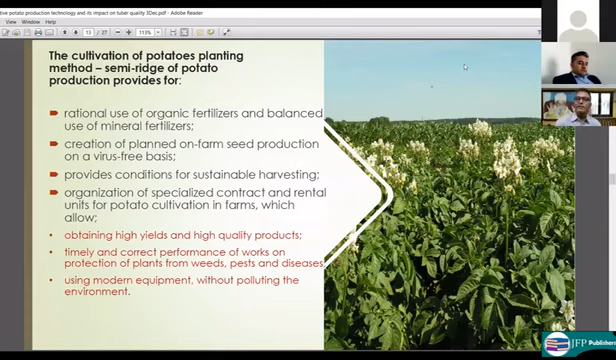 tive potato production technology and its impact on tuber quality 3Dec.pdf - Adobe Reader
13 / 27
113%
The cultivation of potatoes planting
method – semi-ridge of potato
production provides for:
rational use of organic fertilizers and balanced
use of mineral fertilizers;
creation of planned on-farm seed production
on a virus-free basis;
provides conditions for sustainable harvesting;
organization of specialized contract and rental
units for potato cultivation in farms, which
allow;
• obtaining high yields and high quality products;
• timely and correct performance of works on
protection of plants from weeds, pests and diseases
• using modern equipment, without polluting the
environment.
JFP Publishers